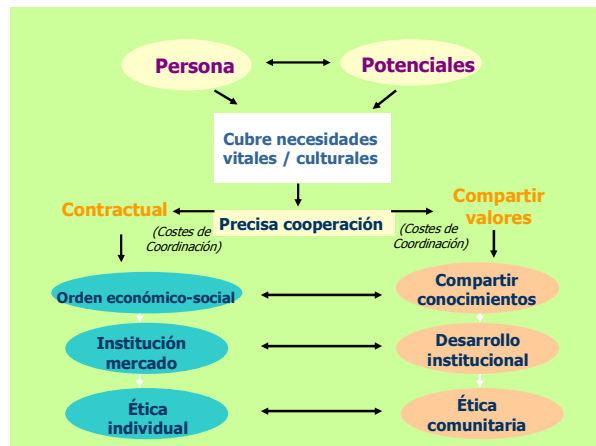 Persona
Potenciales
Cubre necesidades
vitales / culturales
Contractual
(Costes de
Coordinación)
Precisa cooperación
(Costes de
Coordinación)
Compartir
valores
Orden económico-social
Compartir
conocimientos
Institución
mercado
Desarrollo
institucional
Ética
individual
Ética
comunitaria